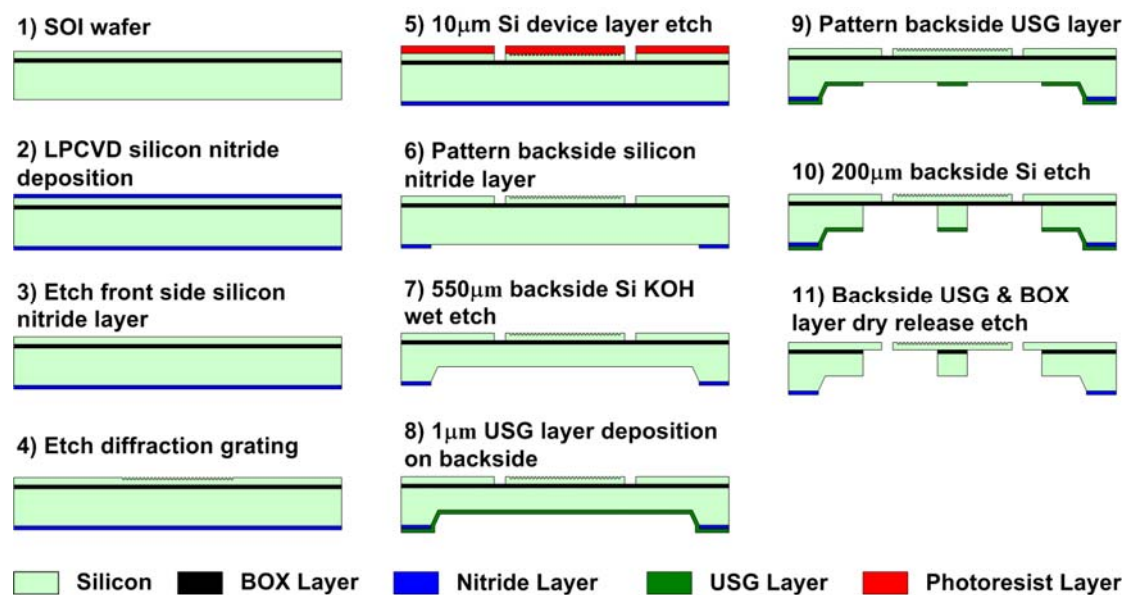 1) SOI wafer
2) LPCVD silicon nitride
deposition
3) Etch front side silicon
nitride layer
4) Etch diffraction grating
5) 10μm Si device layer etch
6) Pattern backside silicon
nitride layer
7) 550μm backside Si KOH
wet etch
8) 1μm USG layer deposition
on backside
9) Pattern backside USG layer
10) 200μm backside Si etch
11) Backside USG & BOX
layer dry release etch
Silicon
BOX Layer
Nitride Layer
USG Layer
Photoresist Layer